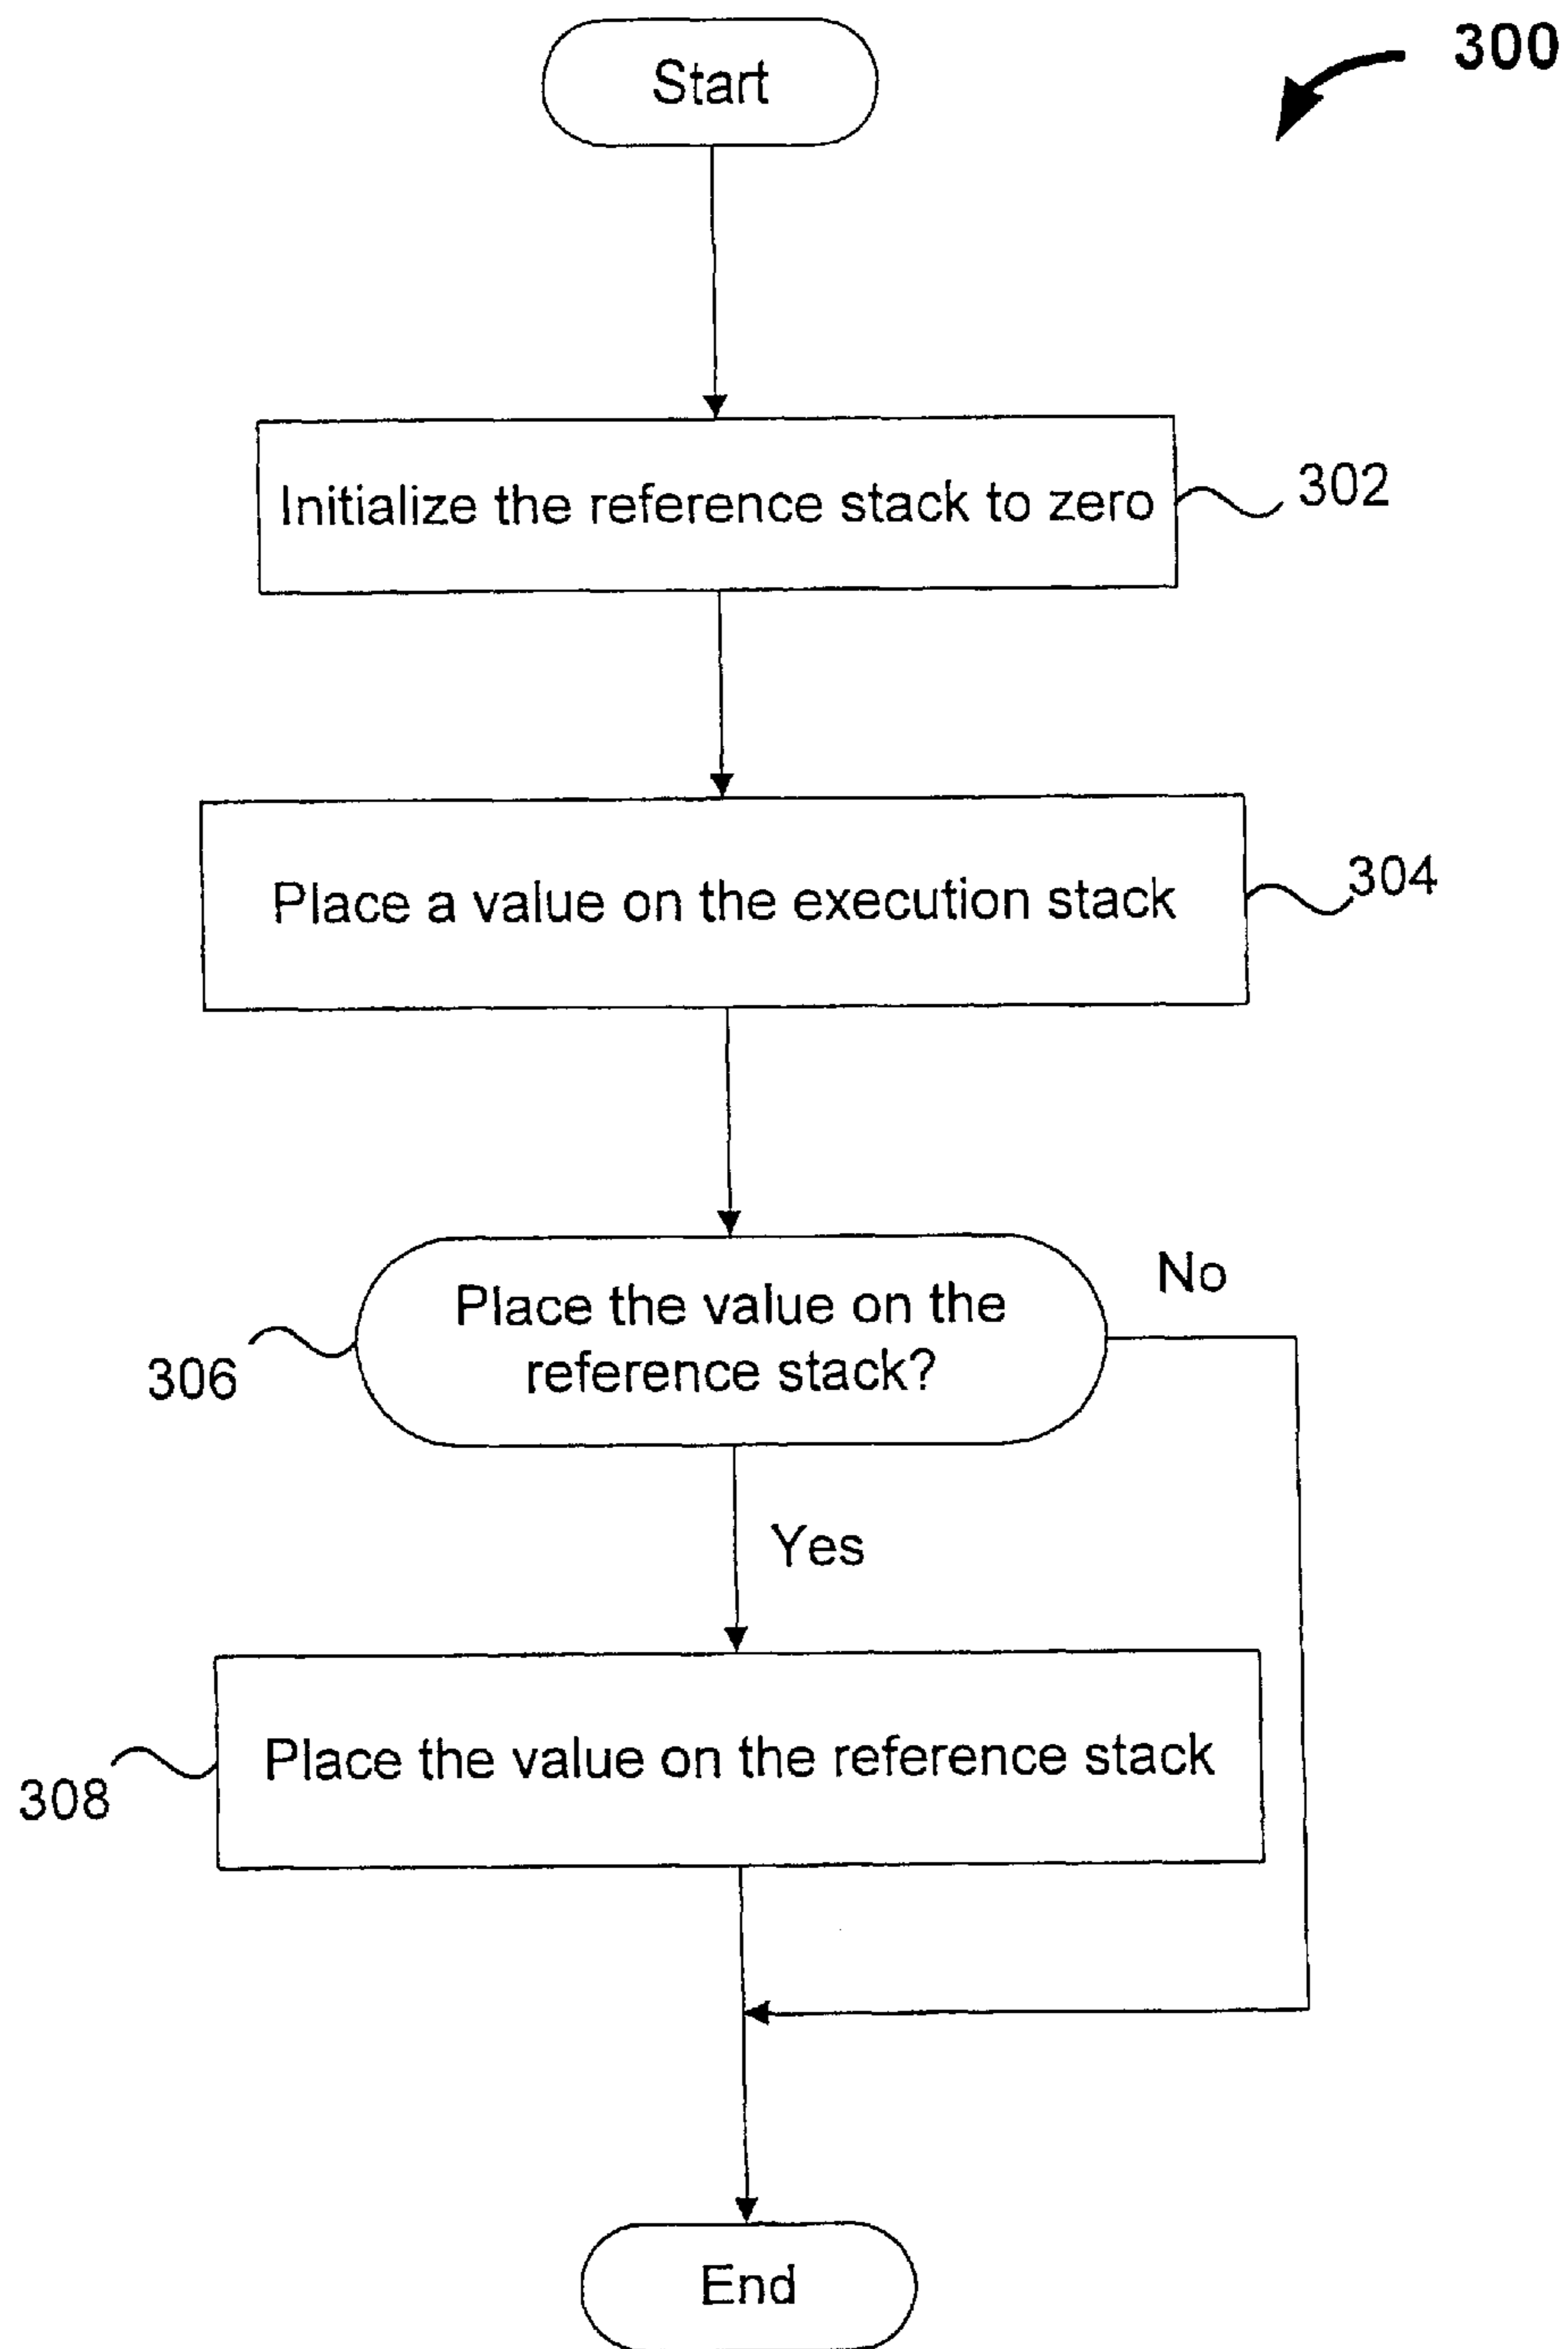 300
Start
Initialize the reference stack to zero
302
Place a value on the execution stack
304
Place the value on the
reference stack?
No
306
Yes
Place the value on the reference stack
308
End